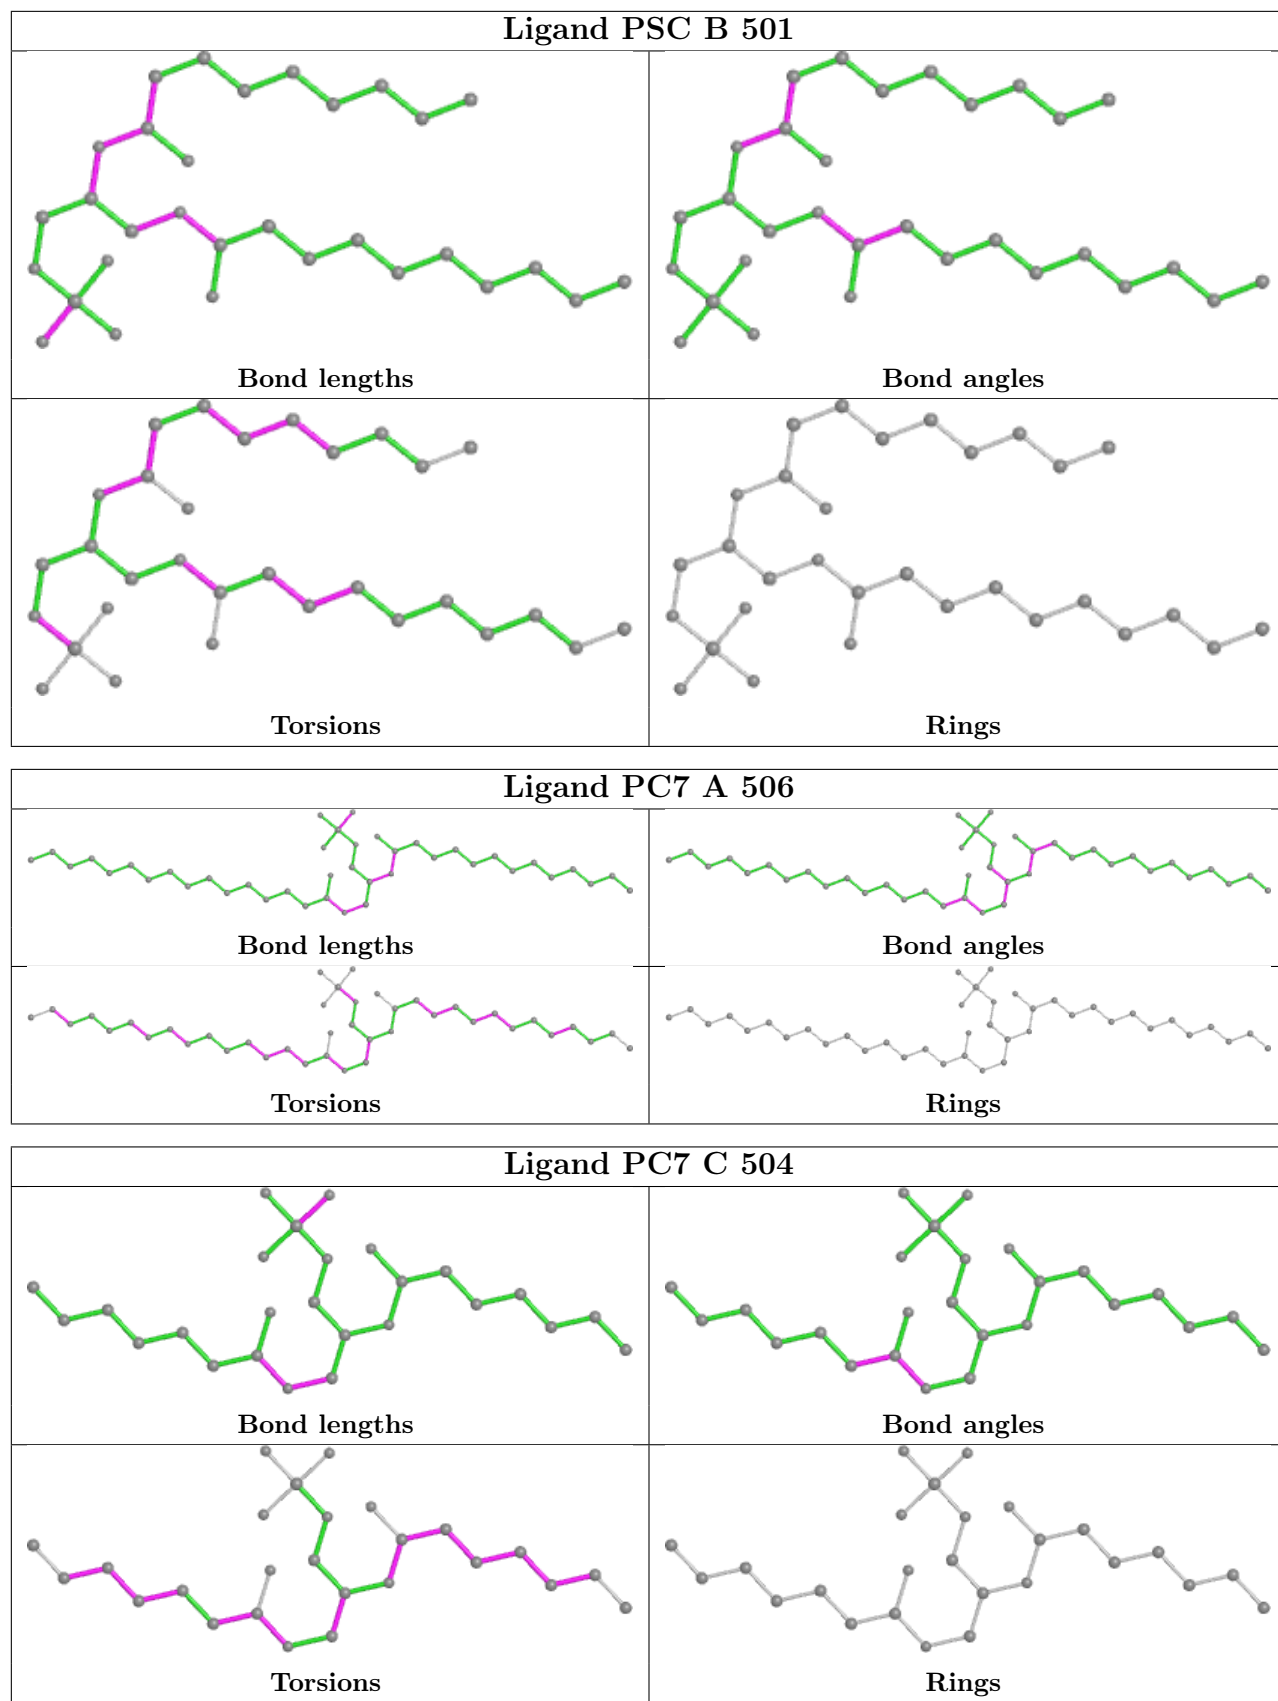 Ligand PSC B 501
Bond lengths
Bond angles
Torsions
Rings
Ligand PC7 A 506
Bond lengths
Bond angles
Torsions
Rings
Ligand PC7 C 504
Bond lengths
Bond angles
Torsions
Rings